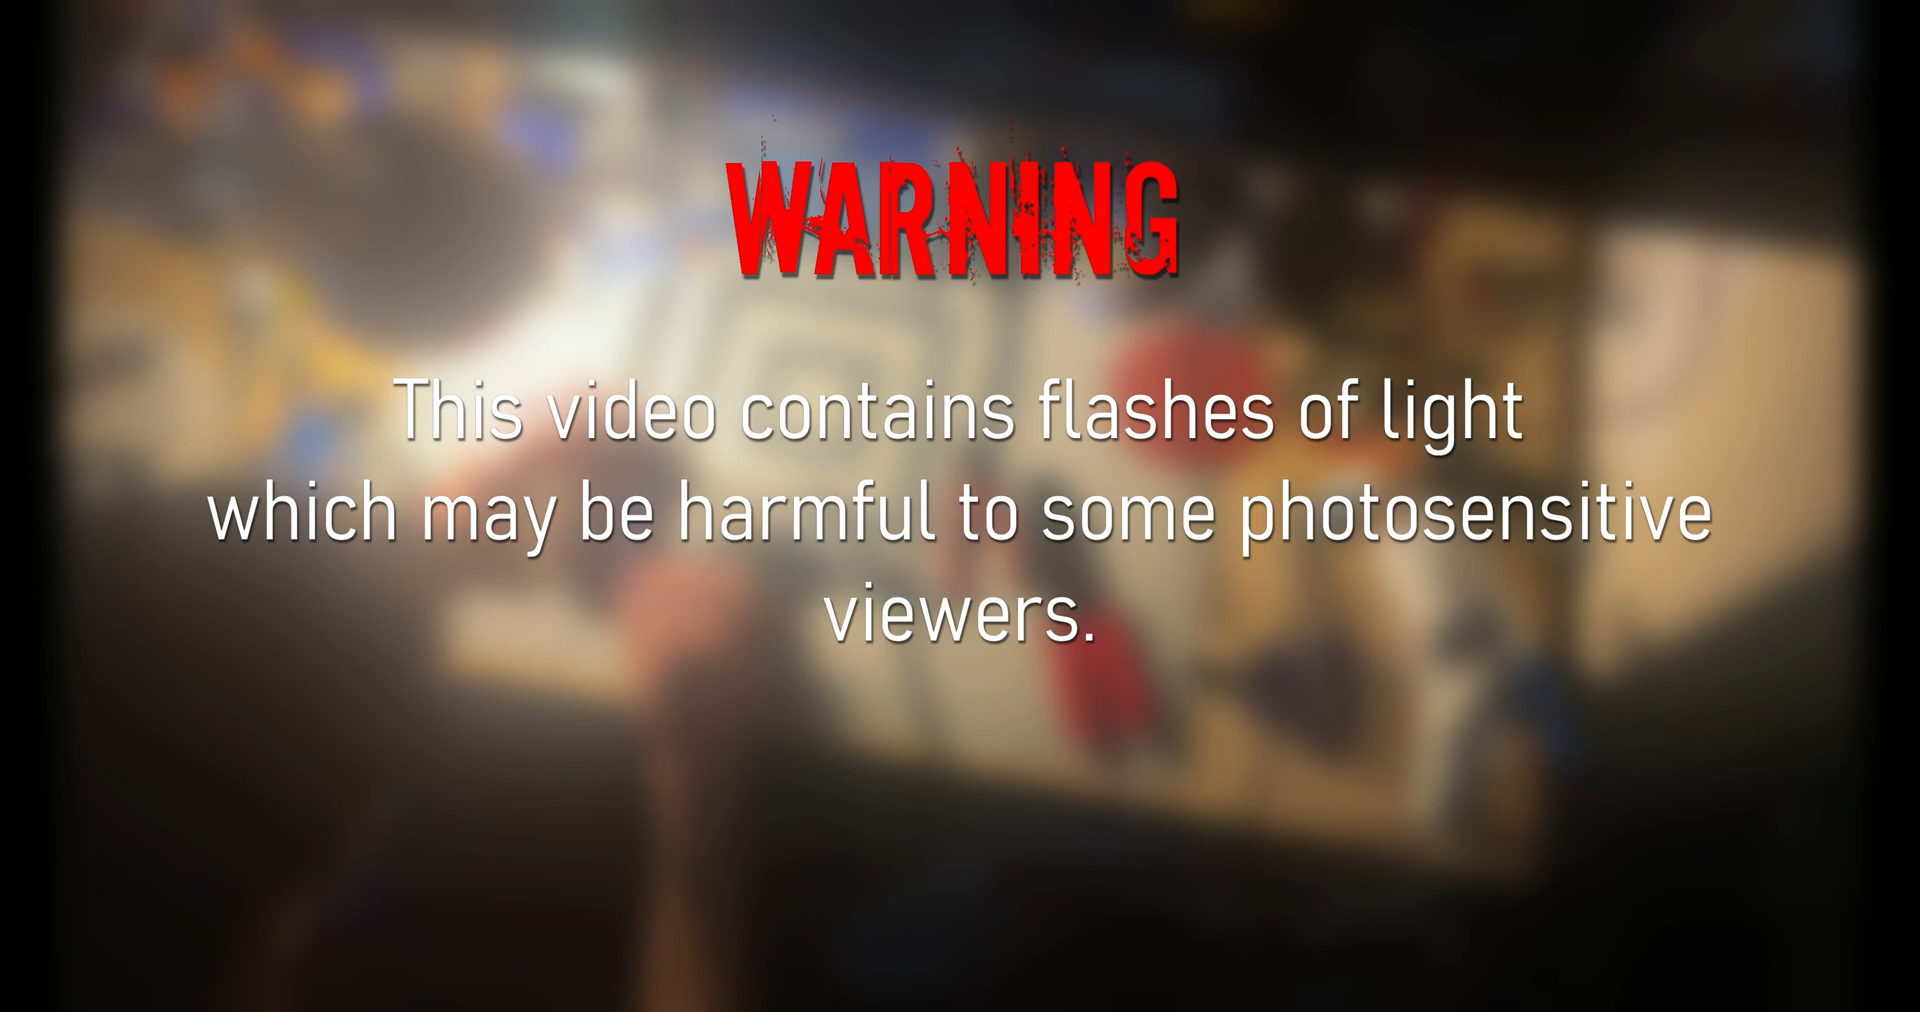 WARNING
This video contains flashes of light
which may be harmful to some photosensitive
viewers.